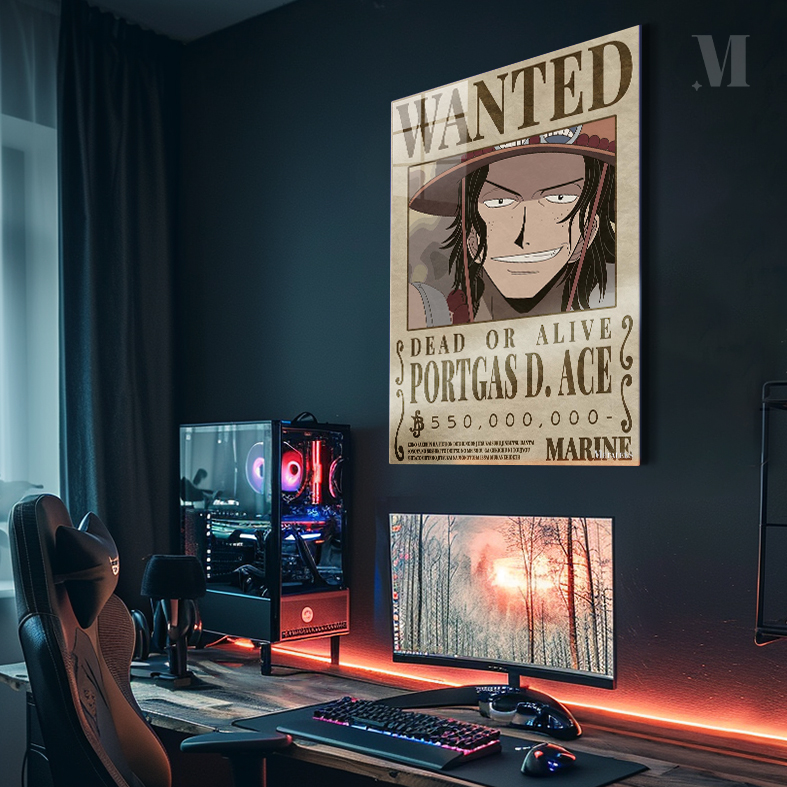 M
WANTED
DEAD OR ALIVE
PORTGAS D. ACE
฿550,000,000-
MARINE